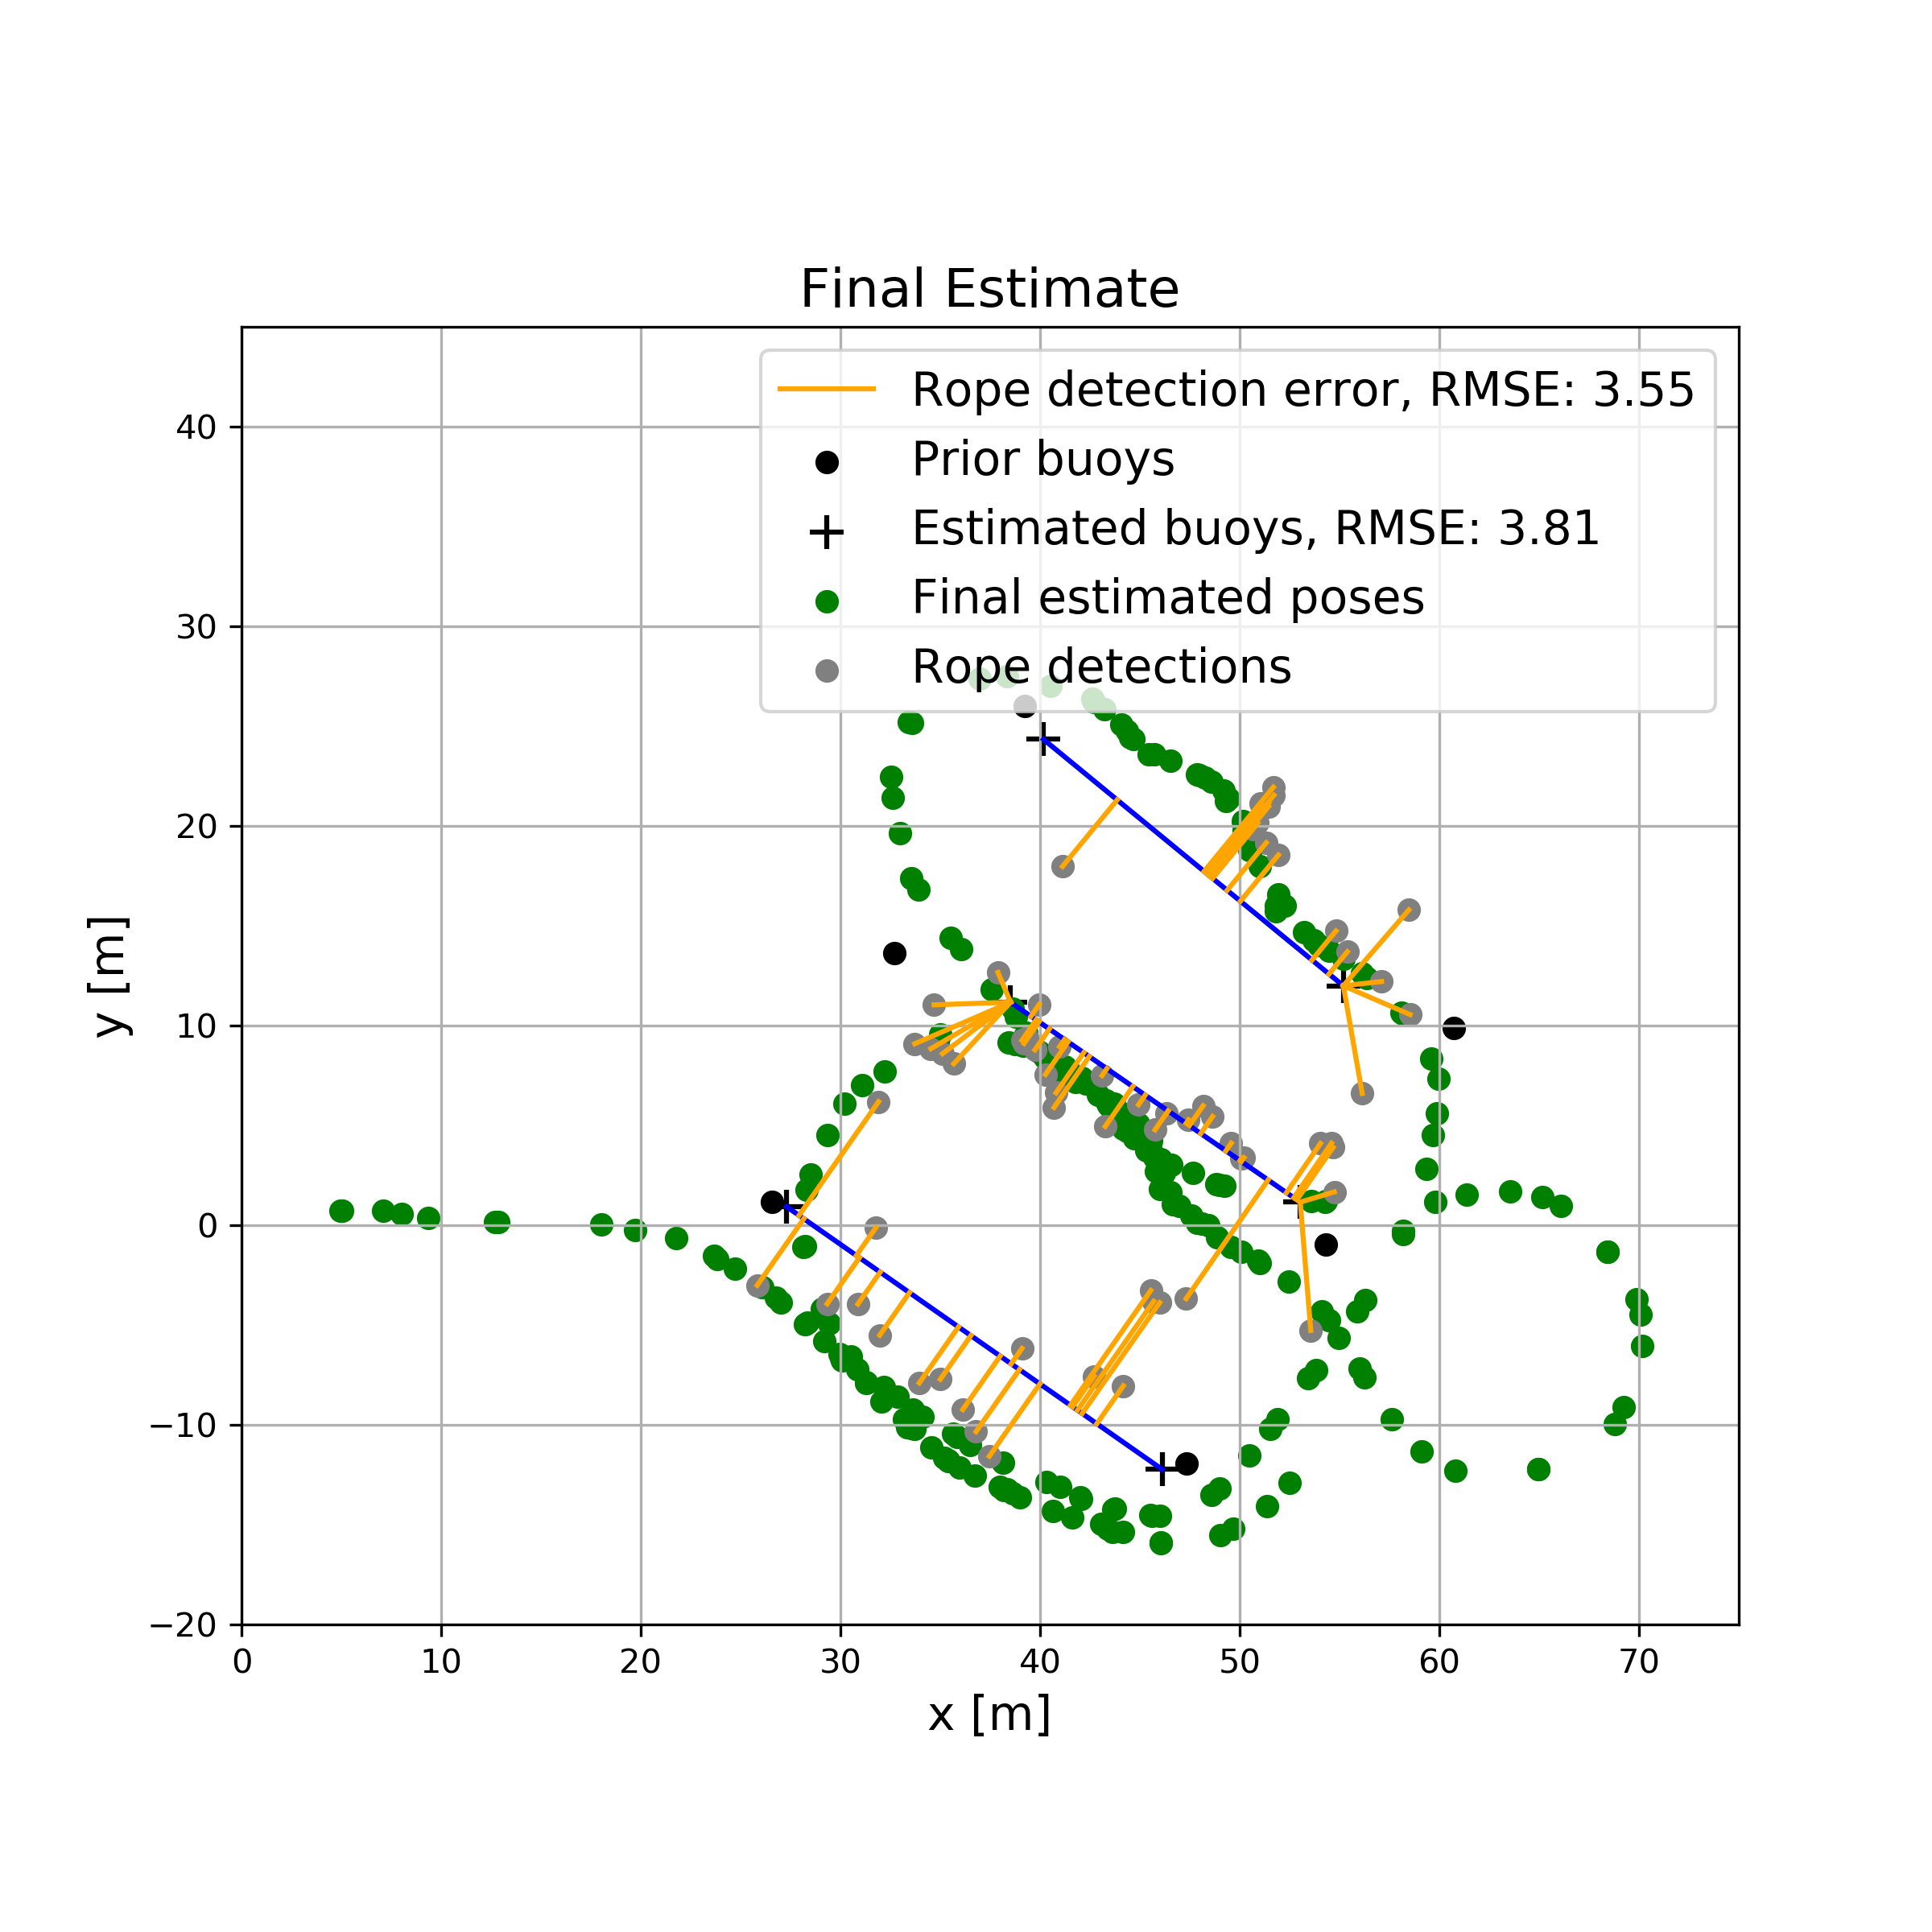 Final Estimate
Rope detection error, RMSE: 3.55
Prior buoys
Estimated buoys, RMSE: 3.81
Final estimated poses
Rope detections
40
30
20
10
0
−10
−20
y [m]
0 10 20 30 40 50 60 70
x [m]